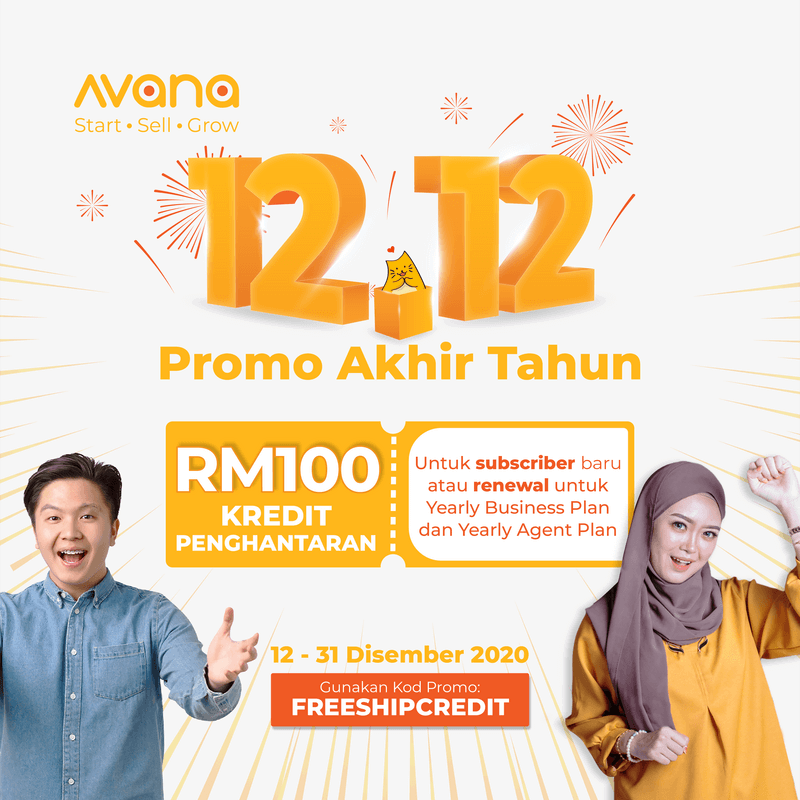 AVANA
Start • Sell • Grow
12.12
Promo Akhir Tahun
RM100
KREDIT
PENGHANTARAN
Untuk subscriber baru
atau renewal untuk
Yearly Business Plan
dan Yearly Agent Plan
12 - 31 Disember 2020
Gunakan Kod Promo:
FREESHIPCREDIT